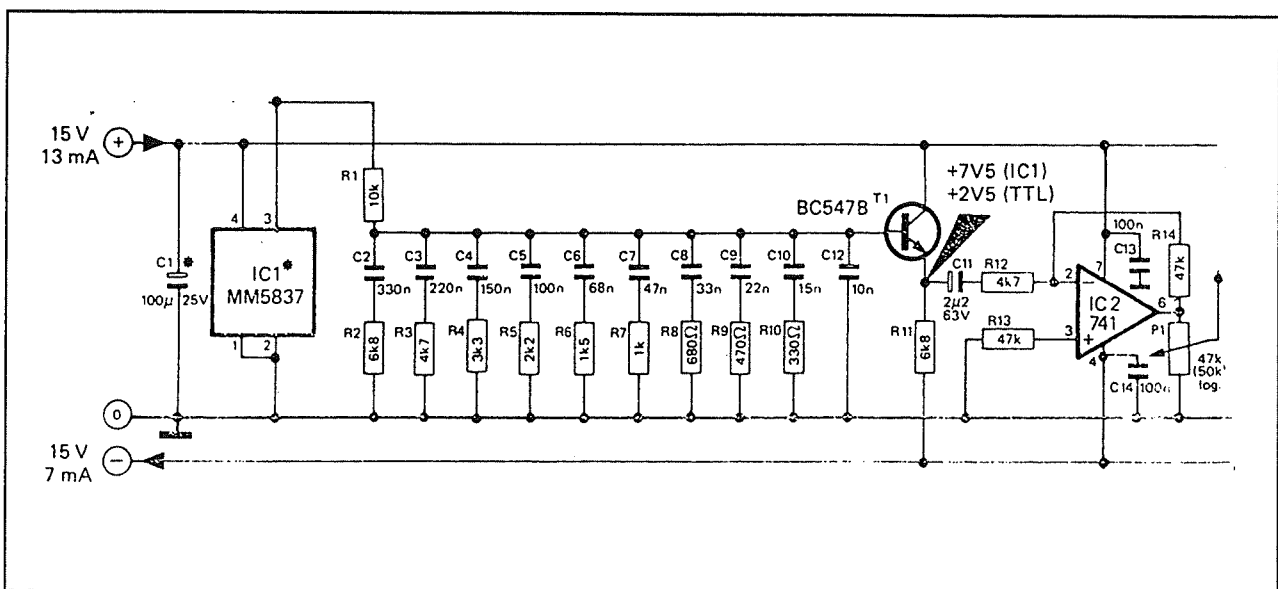 15 V
13 mA
+
C1
*
100µ
25V
4
3
IC1*
MM5837
1
2
R1
10k
C2
330n
R2
6k8
C3
220n
R3
4k7
C4
150n
R4
3k3
C5
100n
R5
2k2
C6
68n
R6
1k5
C7
47n
R7
1k
C8
33n
R8
680Ω
C9
22n
R9
470Ω
C10
15n
R10
330Ω
C12
10n
BC547B
T1
+7V5 (IC1)
+2V5 (TTL)
C11
2µ2
63V
R12
4k7
R11
6k8
R13
47k
2
−
3
+
7
6
4
IC2
741
100n
C13
R14
47k
C14
100n
P1
47k
(50k)
log.
0
15 V
7 mA
−